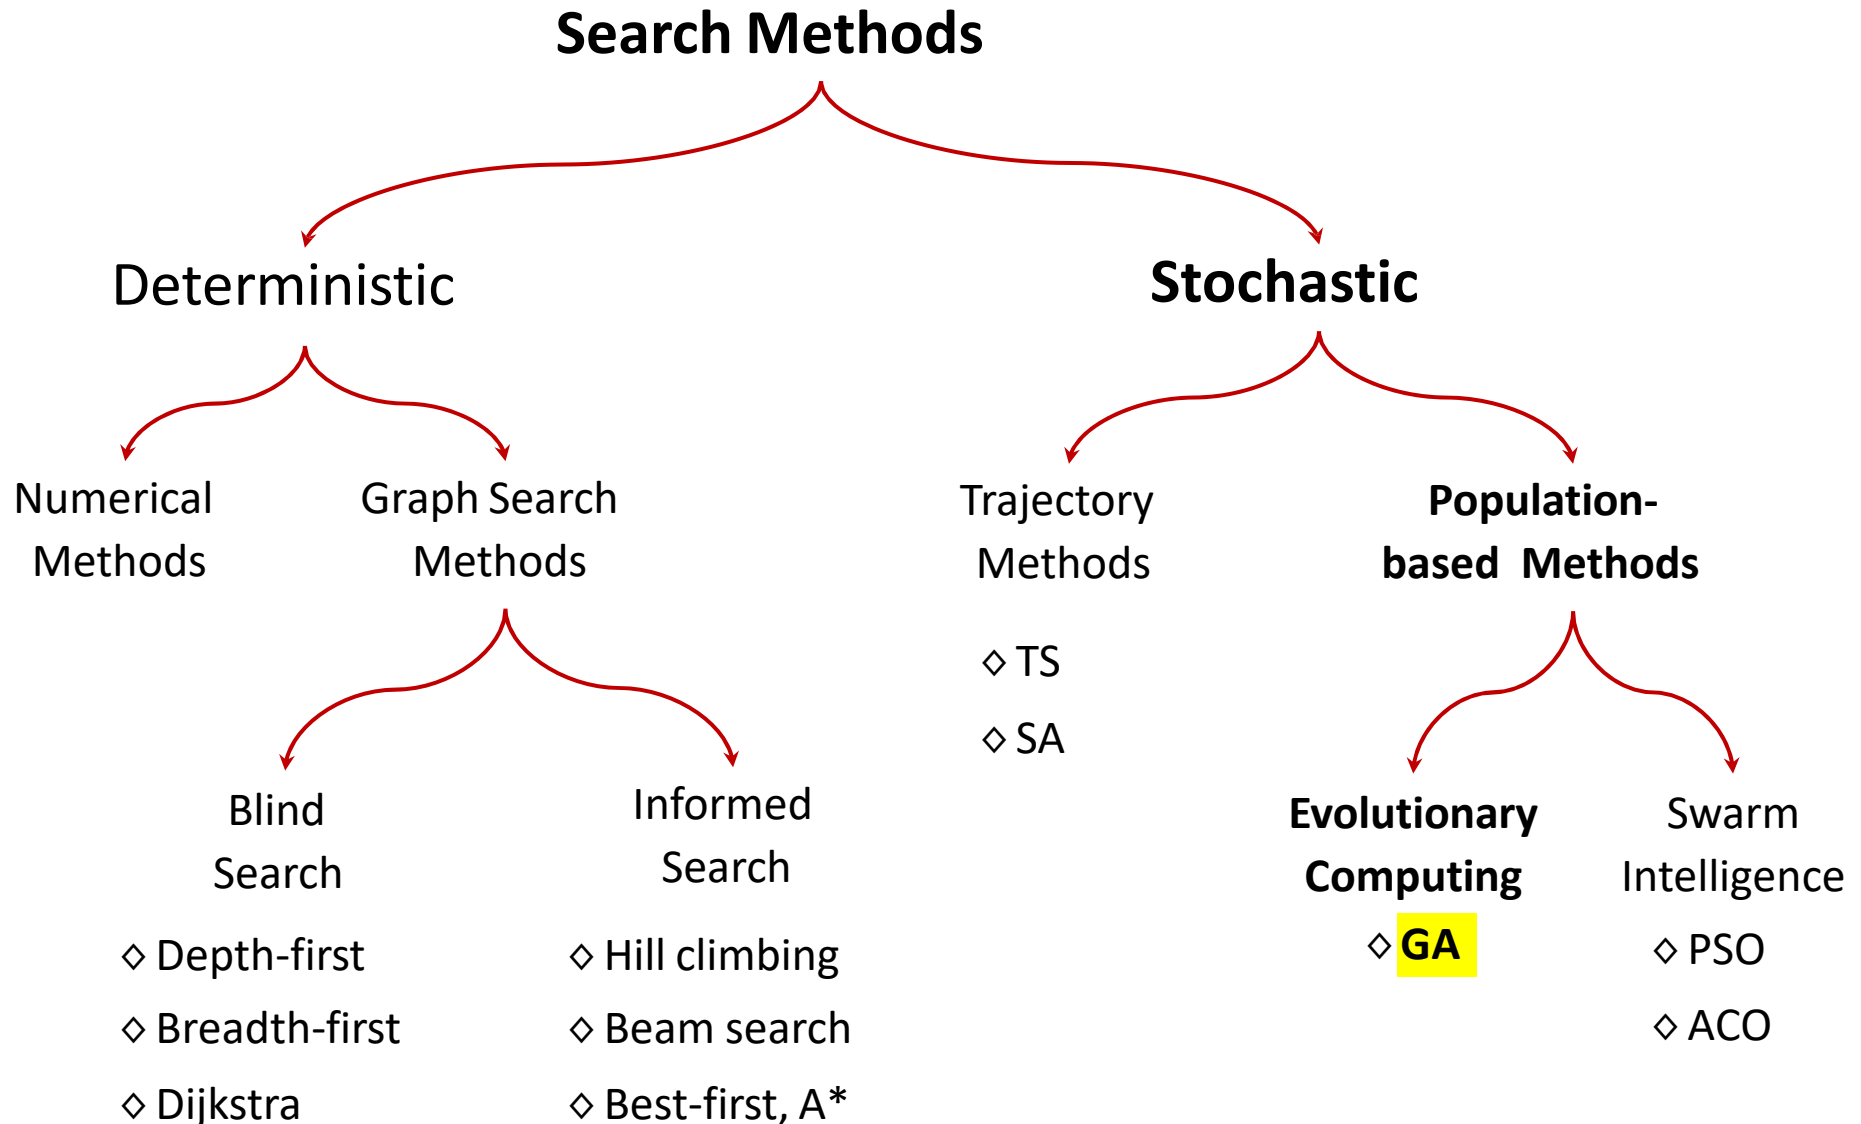 Search Methods
Deterministic
Stochastic
Numerical
Methods
Graph Search
Methods
Trajectory
Methods
◇ TS
◇ SA
Population-
based Methods
Blind
Search
◇ Depth-first
◇ Breadth-first
◇ Dijkstra
Informed
Search
◇ Hill climbing
◇ Beam search
◇ Best-first, A*
Evolutionary
Computing
◇ GA
Swarm
Intelligence
◇ PSO
◇ ACO